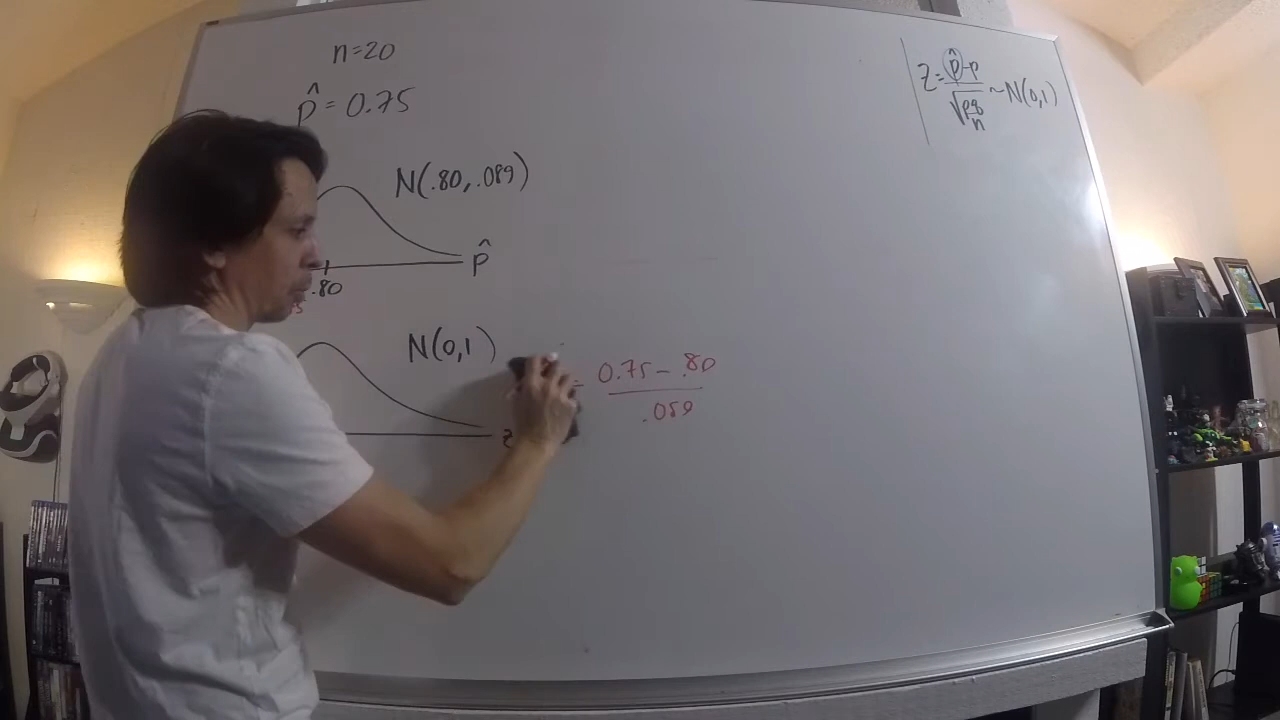 n=20
p̂ = 0.75
N(.80, .089)
p̂
.80
N(0,1)
z
= 0.75 - .80
.089
Z = p̂-p
√pq
n
~N(0,1)